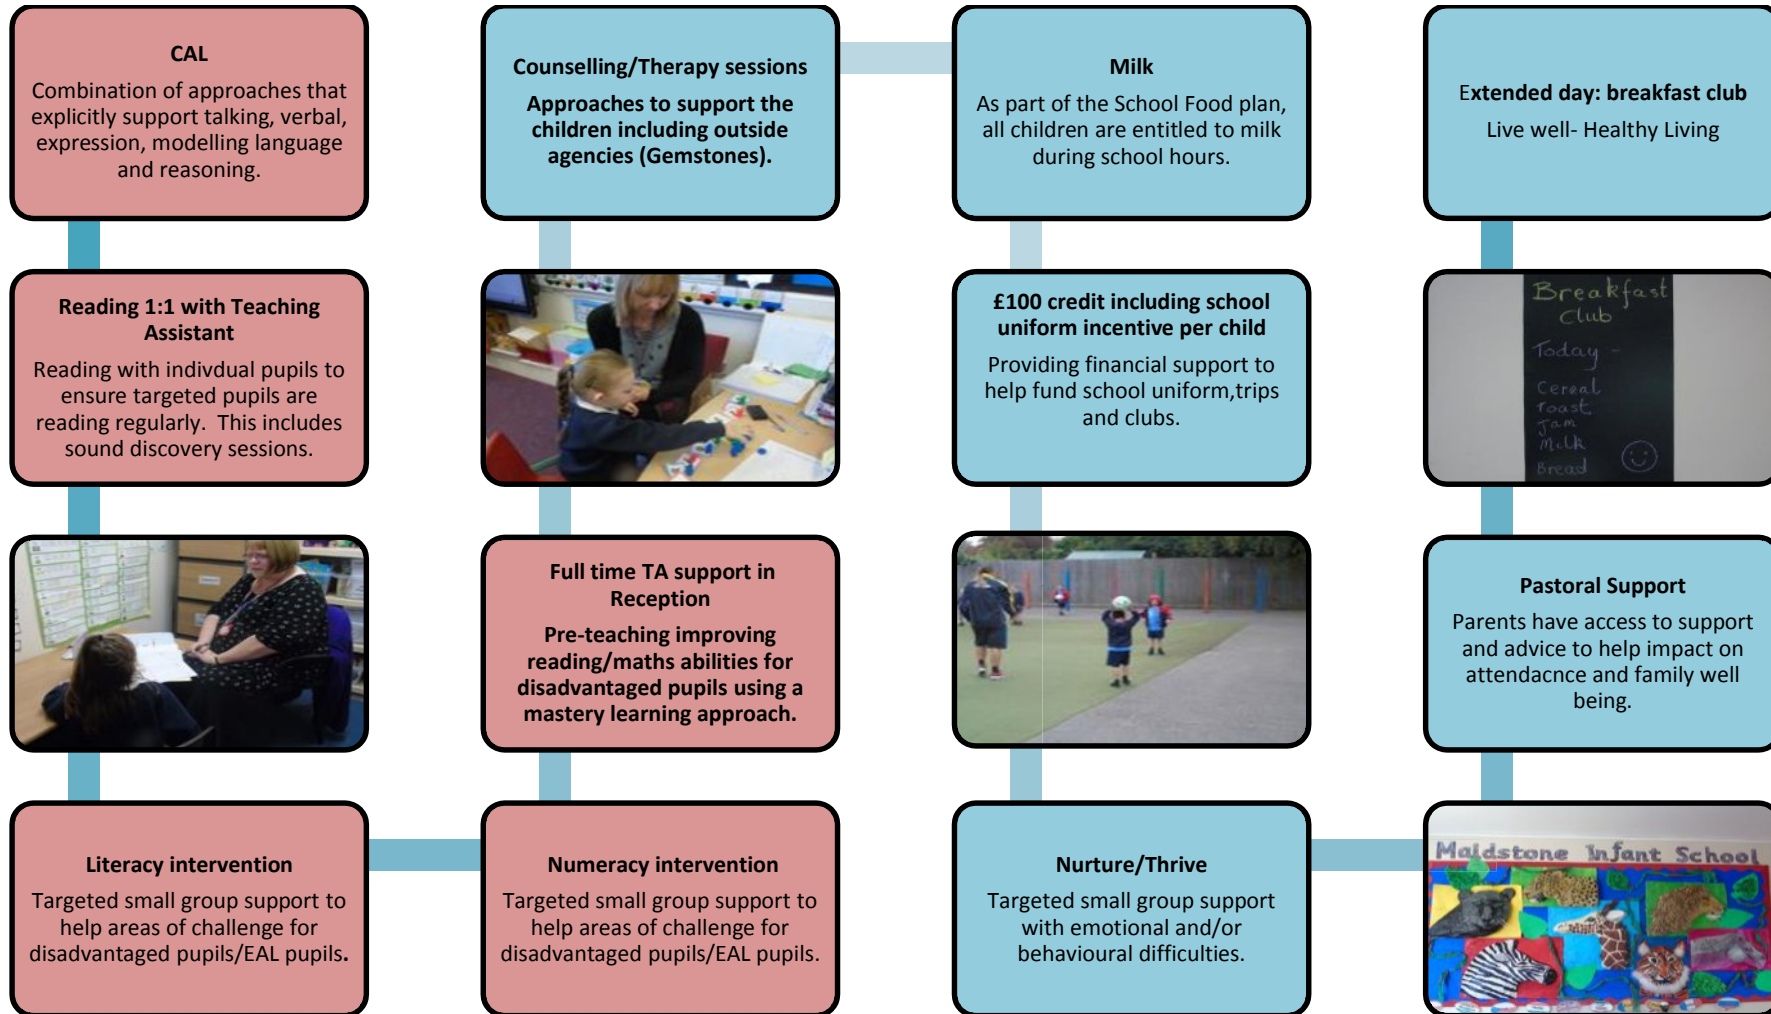 CAL
Combination of approaches that
explicitly support talking, verbal,
expression, modelling language
and reasoning.
Reading 1:1 with Teaching
Assistant
Reading with indivdual pupils to
ensure targeted pupils are
reading regularly.  This includes
sound discovery sessions.
Literacy intervention
Targeted small group support to
help areas of challenge for
disadvantaged pupils/EAL pupils.
Numeracy intervention
Targeted small group support to
help areas of challenge for
disadvantaged pupils/EAL pupils.
Full time TA support in
Reception
Pre-teaching improving
reading/maths abilities for
disadvantaged pupils using a
mastery learning approach.
Counselling/Therapy sessions
Approaches to support the
children including outside
agencies (Gemstones).
Milk
As part of the School Food plan,
all children are entitled to milk
during school hours.
£100 credit including school
uniform incentive per child
Providing financial support to
help fund school uniform,trips
and clubs.
Nurture/Thrive
Targeted small group support
with emotional and/or
behavioural difficulties.
Maidstone Infant School
Pastoral Support
Parents have access to support
and advice to help impact on
attendacnce and family well
being.
Breakfast
Club
Today -
Cereal
Toast
Jam
Milk
Bread
Extended day: breakfast club
Live well- Healthy Living